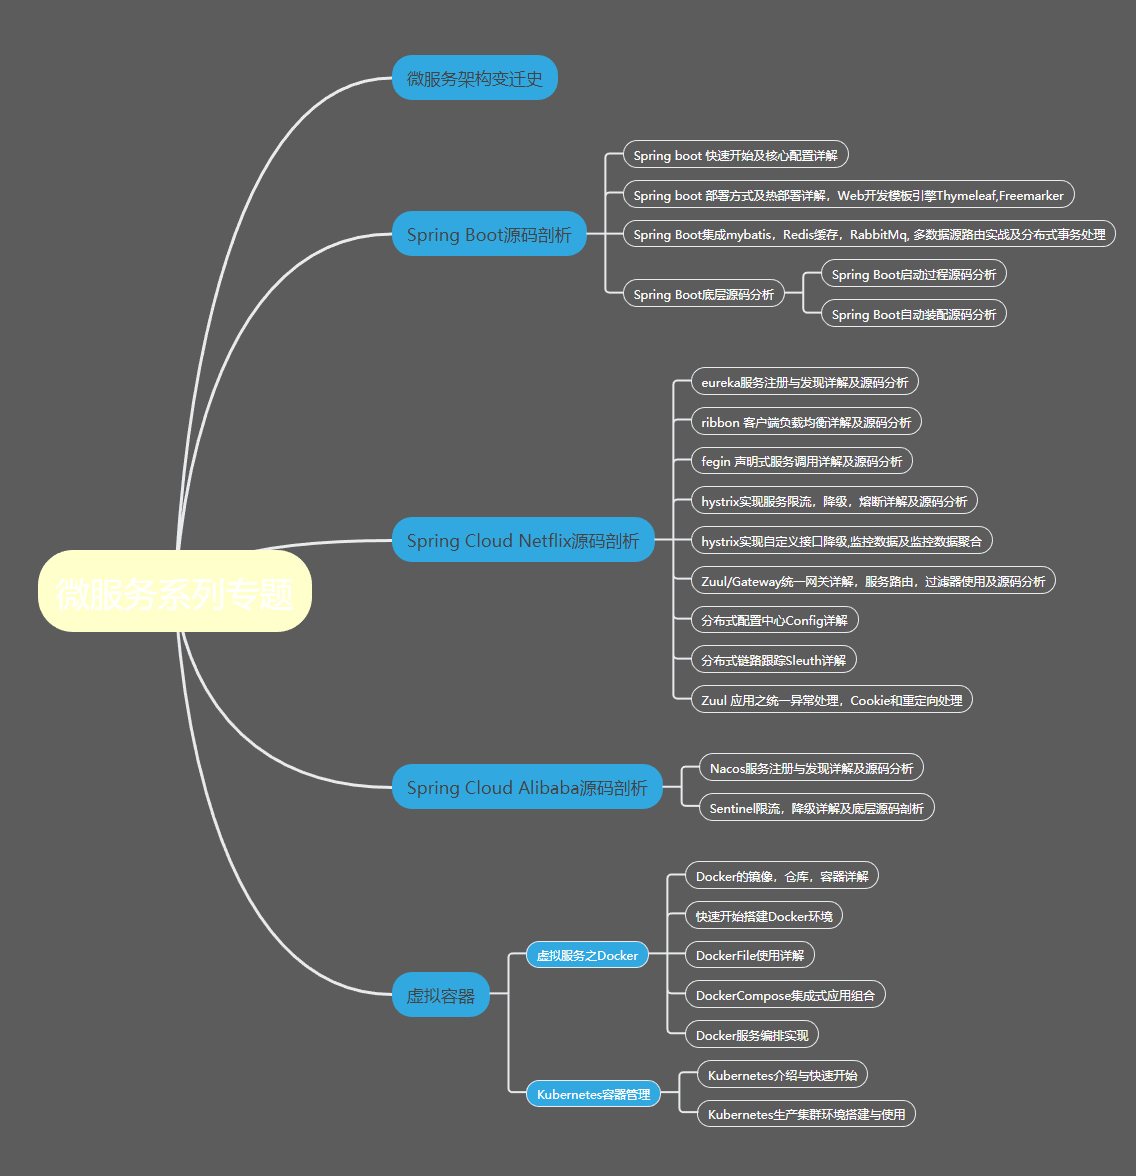 微服务架构变迁史
Spring boot 快速开始及核心配置详解
Spring boot 部署方式及热部署详解，Web开发模板引擎Thymeleaf,Freemarker
Spring Boot源码剖析
Spring Boot集成mybatis，Redis缓存，RabbitMq, 多数据源路由实战及分布式事务处理
Spring Boot底层源码分析
Spring Boot启动过程源码分析
Spring Boot自动装配源码分析
eureka服务注册与发现详解及源码分析
ribbon 客户端负载均衡详解及源码分析
fegin 声明式服务调用详解及源码分析
hystrix实现服务限流，降级，熔断详解及源码分析
Spring Cloud Netflix源码剖析
hystrix实现自定义接口降级,监控数据及监控数据聚合
Zuul/Gateway统一网关详解，服务路由，过滤器使用及源码分析
微服务系列专题
分布式配置中心Config详解
分布式链路跟踪Sleuth详解
Zuul 应用之统一异常处理，Cookie和重定向处理
Spring Cloud Alibaba源码剖析
Nacos服务注册与发现详解及源码分析
Sentinel限流，降级详解及底层源码剖析
虚拟容器
虚拟服务之Docker
Docker的镜像，仓库，容器详解
快速开始搭建Docker环境
DockerFile使用详解
DockerCompose集成式应用组合
Docker服务编排实现
Kubernetes容器管理
Kubernetes介绍与快速开始
Kubernetes生产集群环境搭建与使用